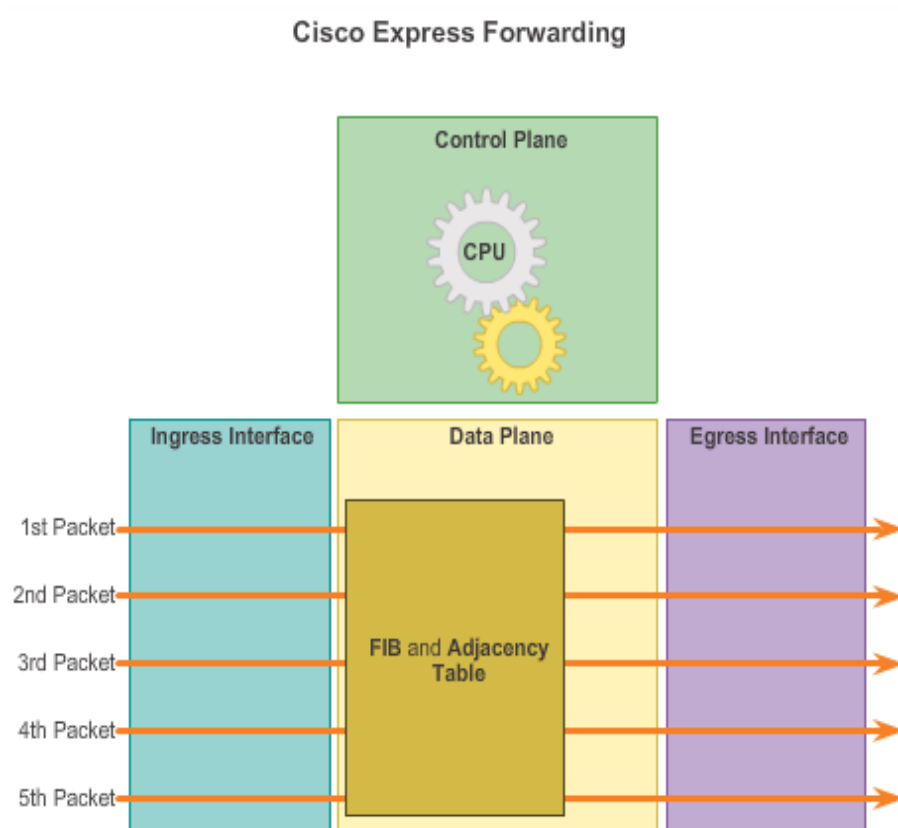 Cisco Express Forwarding
Control Plane
CPU
Ingress Interface
Data Plane
Egress Interface
1st Packet
2nd Packet
3rd Packet
4th Packet
5th Packet
FIB and Adjacency
Table